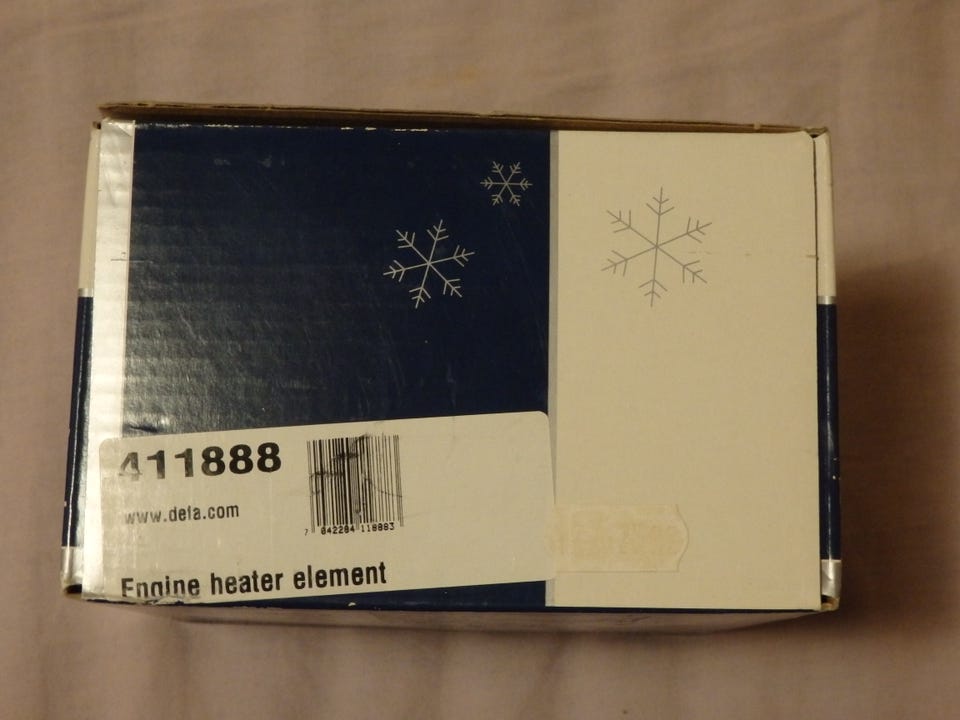 411888
www.defa.com
7 042284 118883
Engine heater element